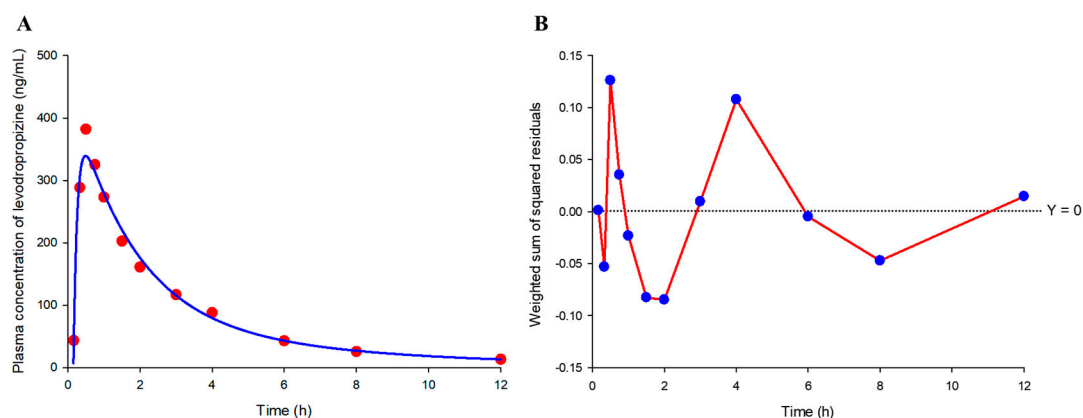 A
Plasma concentration of levodropropizine (ng/mL)
500
400
300
200
100
0
0 2 4 6 8 10 12
Time (h)
B
Weighted sum of squared residuals
0.15
0.10
0.05
0.00
-0.05
-0.10
-0.15
Y = 0
0 2 4 6 8 10 12
Time (h)